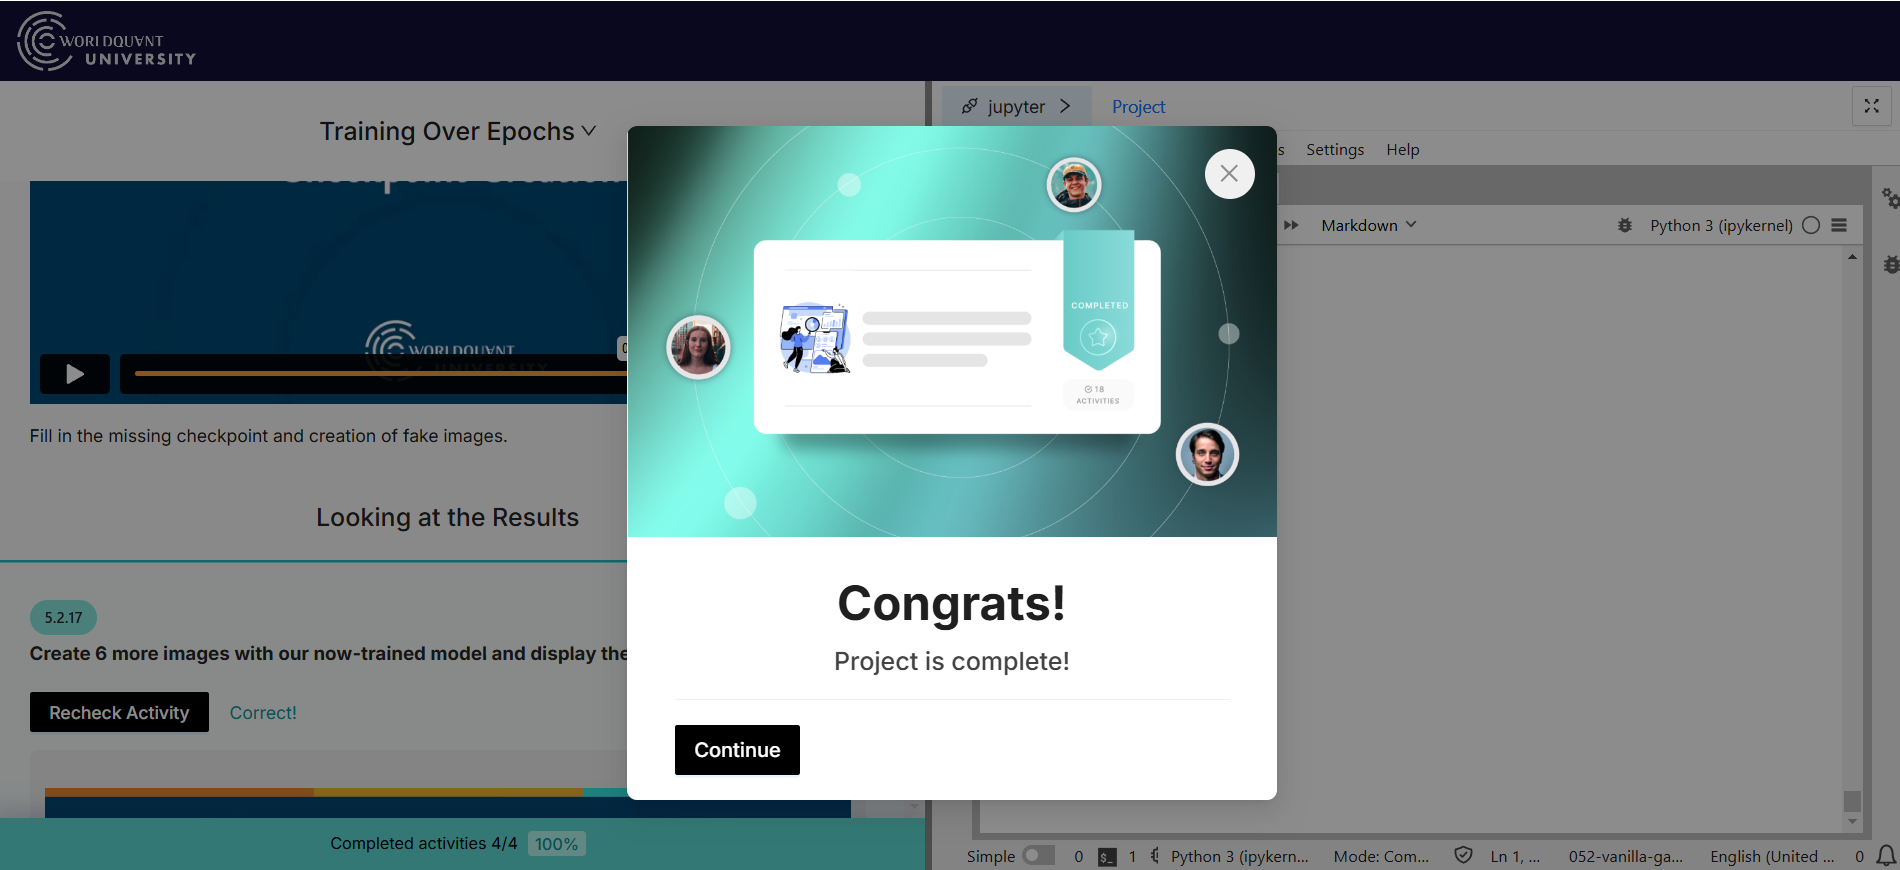 WORLDQUANT
UNIVERSITY
Training Over Epochs
jupyter
Project
Settings
Help
Markdown
Python 3 (ipykernel)
WORLDQUANT
UNIVERSITY
Fill in the missing checkpoint and creation of fake images.
Looking at the Results
5.2.17
Create 6 more images with our now-trained model and display the
Recheck Activity
Correct!
COMPLETED
18
ACTIVITIES
Congrats!
Project is complete!
Continue
Completed activities 4/4
100%
Simple
0
$_
1
Python 3 (ipykern...
Mode: Com...
Ln 1, ...
052-vanilla-ga...
English (United ...
0